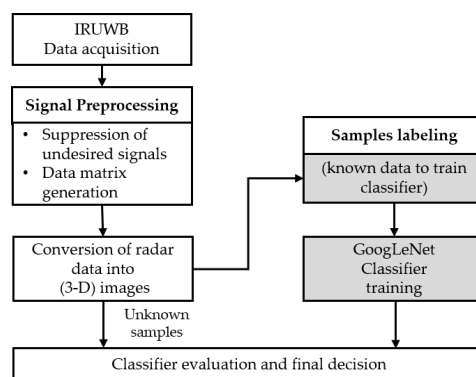 IRUWB
Data acquisition
Signal Preprocessing
• Suppression of
undesired signals
• Data matrix
generation
Conversion of radar
data into
(3-D) images
Unknown
samples
Samples labeling
(known data to train
classifier)
GoogLeNet
Classifier
training
Classifier evaluation and final decision